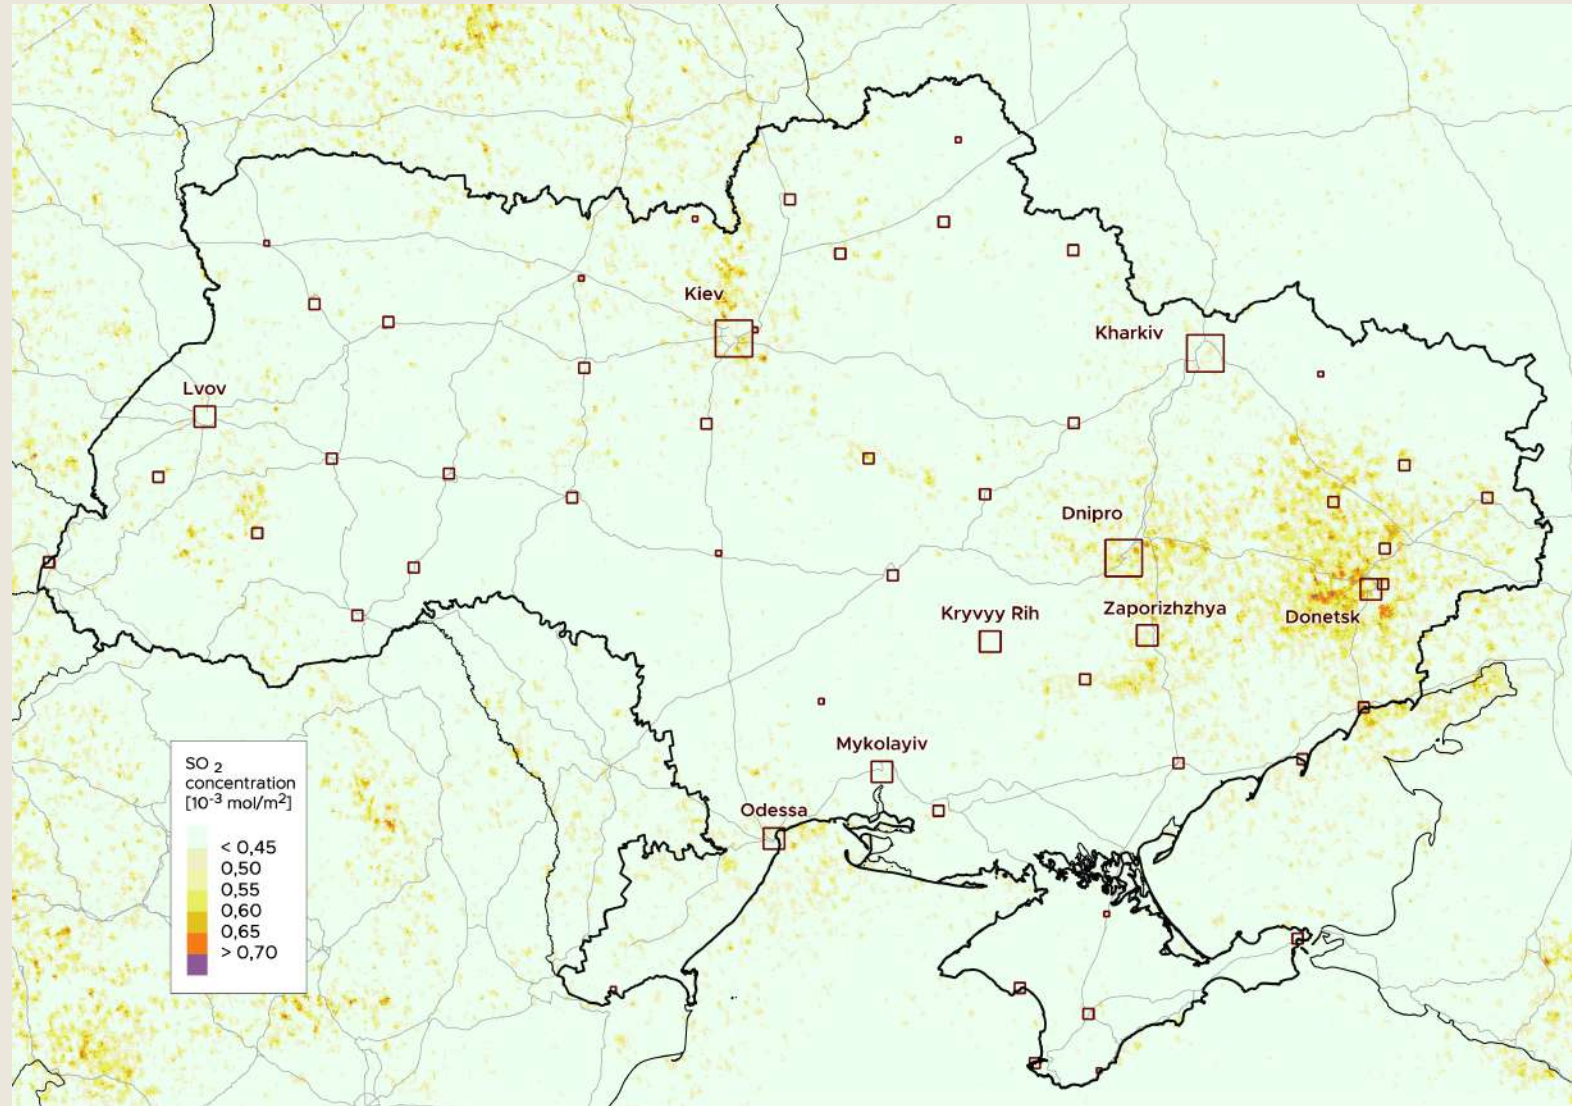 Kiev
Kharkiv
Lvov
Dnipro
Kryvyy Rih
Zaporizhzhya
Donetsk
Mykolayiv
Odessa
SO 2
concentration
[10-3 mol/m2]
< 0,45
0,50
0,55
0,60
0,65
> 0,70